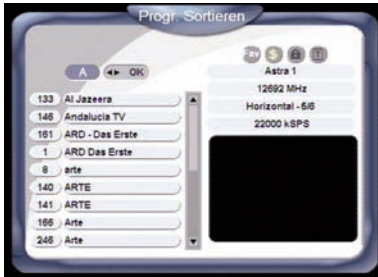 Progr. Sortieren
A OK
133 Al Jazeera
146 Andalucia TV
161 ARD - Das Erste
1 ARD Das Erste
8 arte
140 ARTE
141 ARTE
166 Arte
246 Arte
Astra 1
12692 MHz
Horizontal - 5/6
22000 kSPS